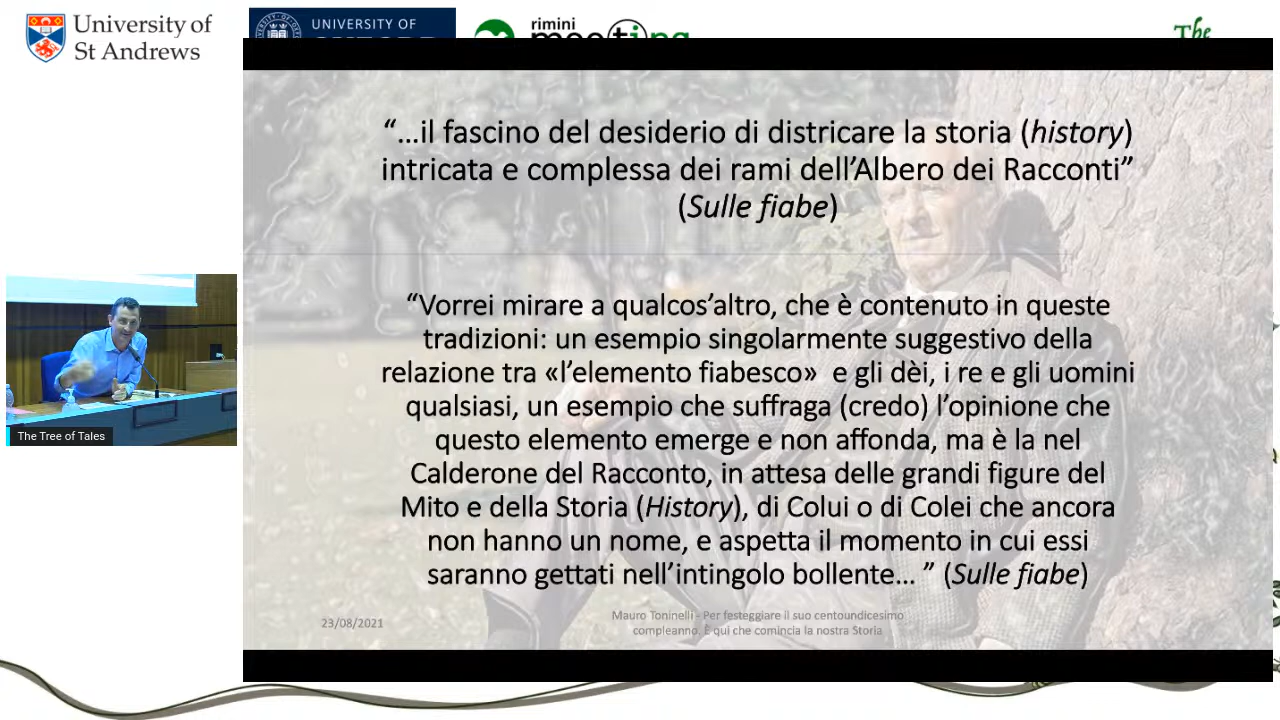 University of
St Andrews
UNIVERSITY OF
rimini
meeting
The
“...il fascino del desiderio di districare la storia (history)
intricata e complessa dei rami dell’Albero dei Racconti”
(Sulle fiabe)
“Vorrei mirare a qualcos’altro, che è contenuto in queste
tradizioni: un esempio singolarmente suggestivo della
relazione tra «l’elemento fiabesco» e gli dèi, i re e gli uomini
qualsiasi, un esempio che suffraga (credo) l’opinione che
questo elemento emerge e non affonda, ma è la nel
Calderone del Racconto, in attesa delle grandi figure del
Mito e della Storia (History), di Colui o di Colei che ancora
non hanno un nome, e aspetta il momento in cui essi
saranno gettati nell’intingolo bollente... ” (Sulle fiabe)
The Tree of Tales
23/08/2021
Mauro Toninelli - Per festeggiare il suo centoundicesimo
compleanno. È qui che comincia la nostra Storia